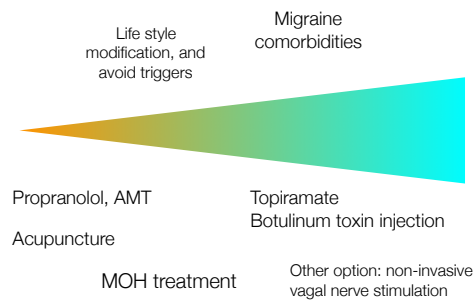 Life style
modification, and
avoid triggers
Migraine
comorbidities
Propranolol, AMT
Acupuncture
MOH treatment
Topiramate
Botulinum toxin injection
Other option: non-invasive
vagal nerve stimulation